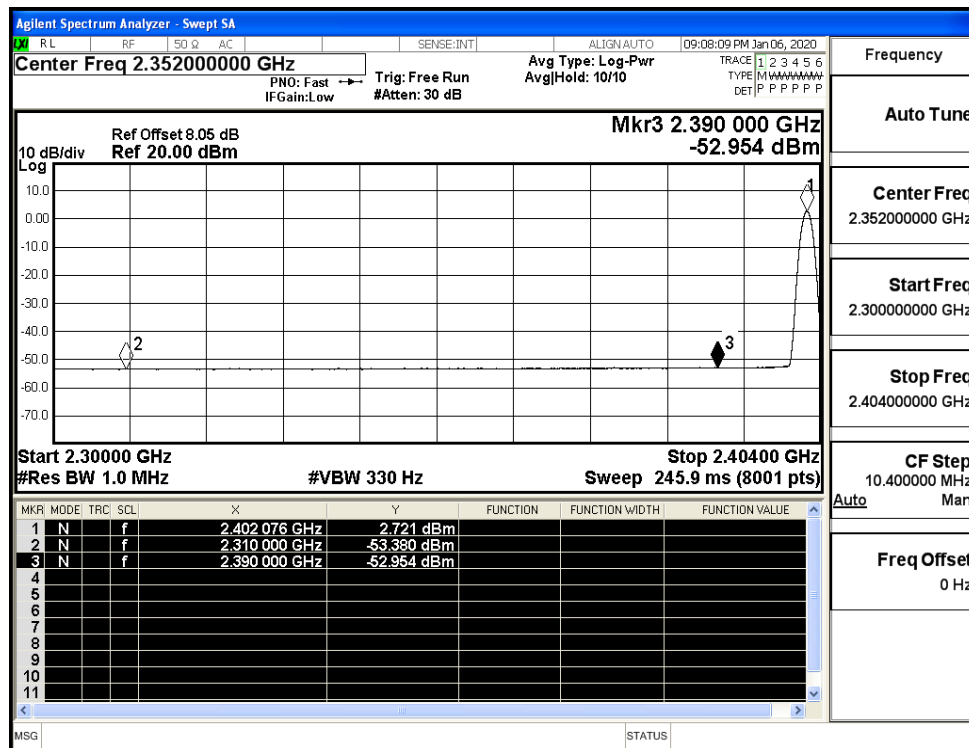 Agilent Spectrum Analyzer - Swept SA
LXI RL RF 50 Ω AC SENSE:INT ALIGN AUTO 09:08:09 PM Jan 06, 2020
Center Freq 2.352000000 GHz
PNO: Fast
IFGain:Low
Trig: Free Run
#Atten: 30 dB
Avg Type: Log-Pwr
Avg|Hold: 10/10
TRACE 1 2 3 4 5 6
TYPE M WWWWW
DET P P P P P P
Ref Offset 8.05 dB
10 dB/div Ref 20.00 dBm
Log
Mkr3 2.390 000 GHz
-52.954 dBm
10.0
0.00
-10.0
-20.0
-30.0
-40.0
-50.0
-60.0
-70.0
1
2
3
Start 2.30000 GHz Stop 2.40400 GHz
#Res BW 1.0 MHz #VBW 330 Hz Sweep 245.9 ms (8001 pts)
MKR MODE TRC SCL X Y FUNCTION FUNCTION WIDTH FUNCTION VALUE
1 N f 2.402 076 GHz 2.721 dBm
2 N f 2.310 000 GHz -53.380 dBm
3 N f 2.390 000 GHz -52.954 dBm
4
5
6
7
8
9
10
11
MSG STATUS
Frequency
Auto Tune
Center Freq
2.352000000 GHz
Start Freq
2.300000000 GHz
Stop Freq
2.404000000 GHz
CF Step
10.400000 MHz
Auto Man
Freq Offset
0 Hz